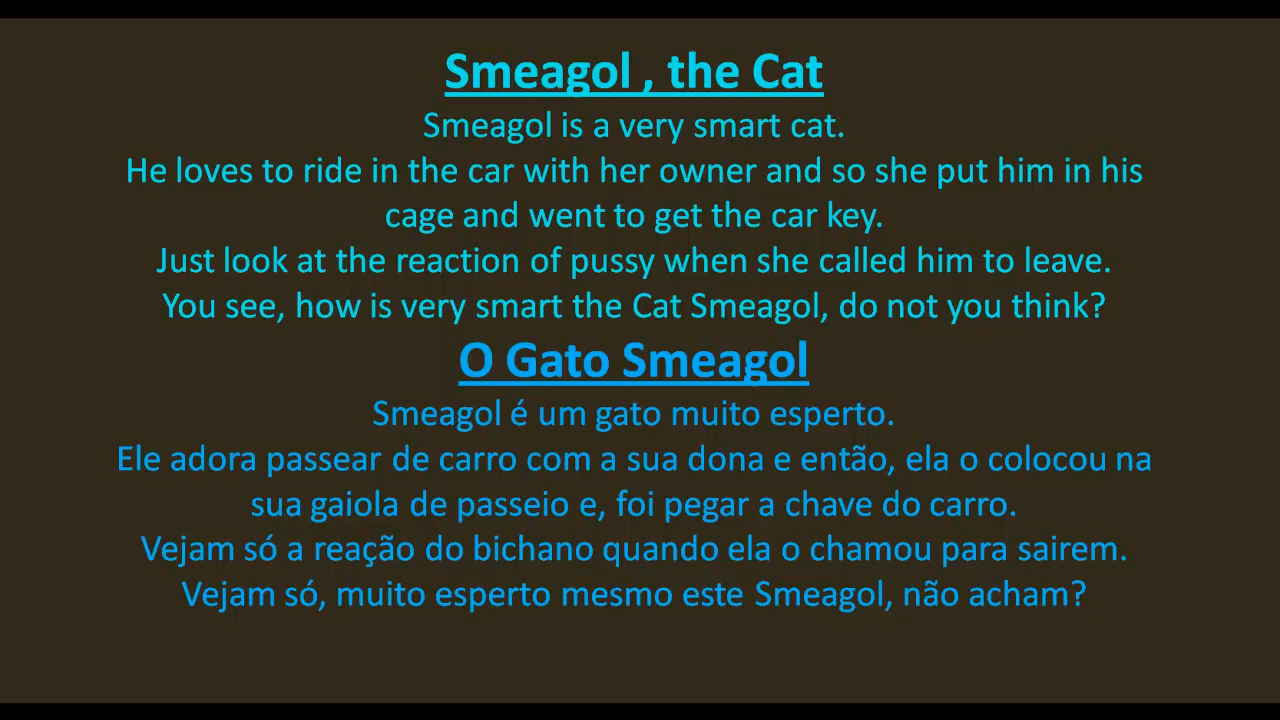 Smeagol , the Cat
Smeagol is a very smart cat.
He loves to ride in the car with her owner and so she put him in his
cage and went to get the car key.
Just look at the reaction of pussy when she called him to leave.
You see, how is very smart the Cat Smeagol, do not you think?
O Gato Smeagol
Smeagol é um gato muito esperto.
Ele adora passear de carro com a sua dona e então, ela o colocou na
sua gaiola de passeio e, foi pegar a chave do carro.
Vejam só a reação do bichano quando ela o chamou para sairem.
Vejam só, muito esperto mesmo este Smeagol, não acham?